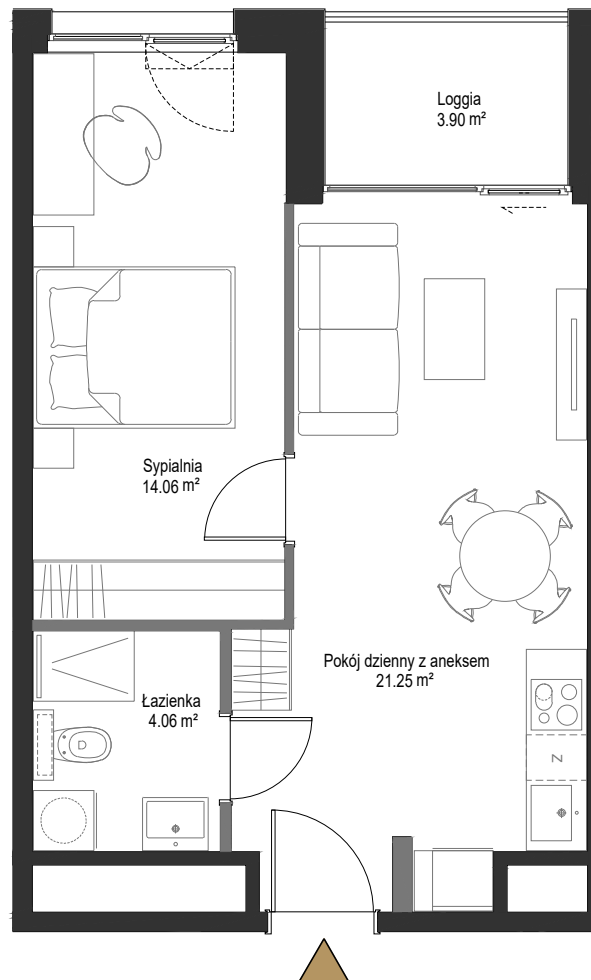 Loggia
3.90 m²
Sypialnia
14.06 m²
Pokój dzienny z aneksem
21.25 m²
Łazienka
4.06 m²
Z
D